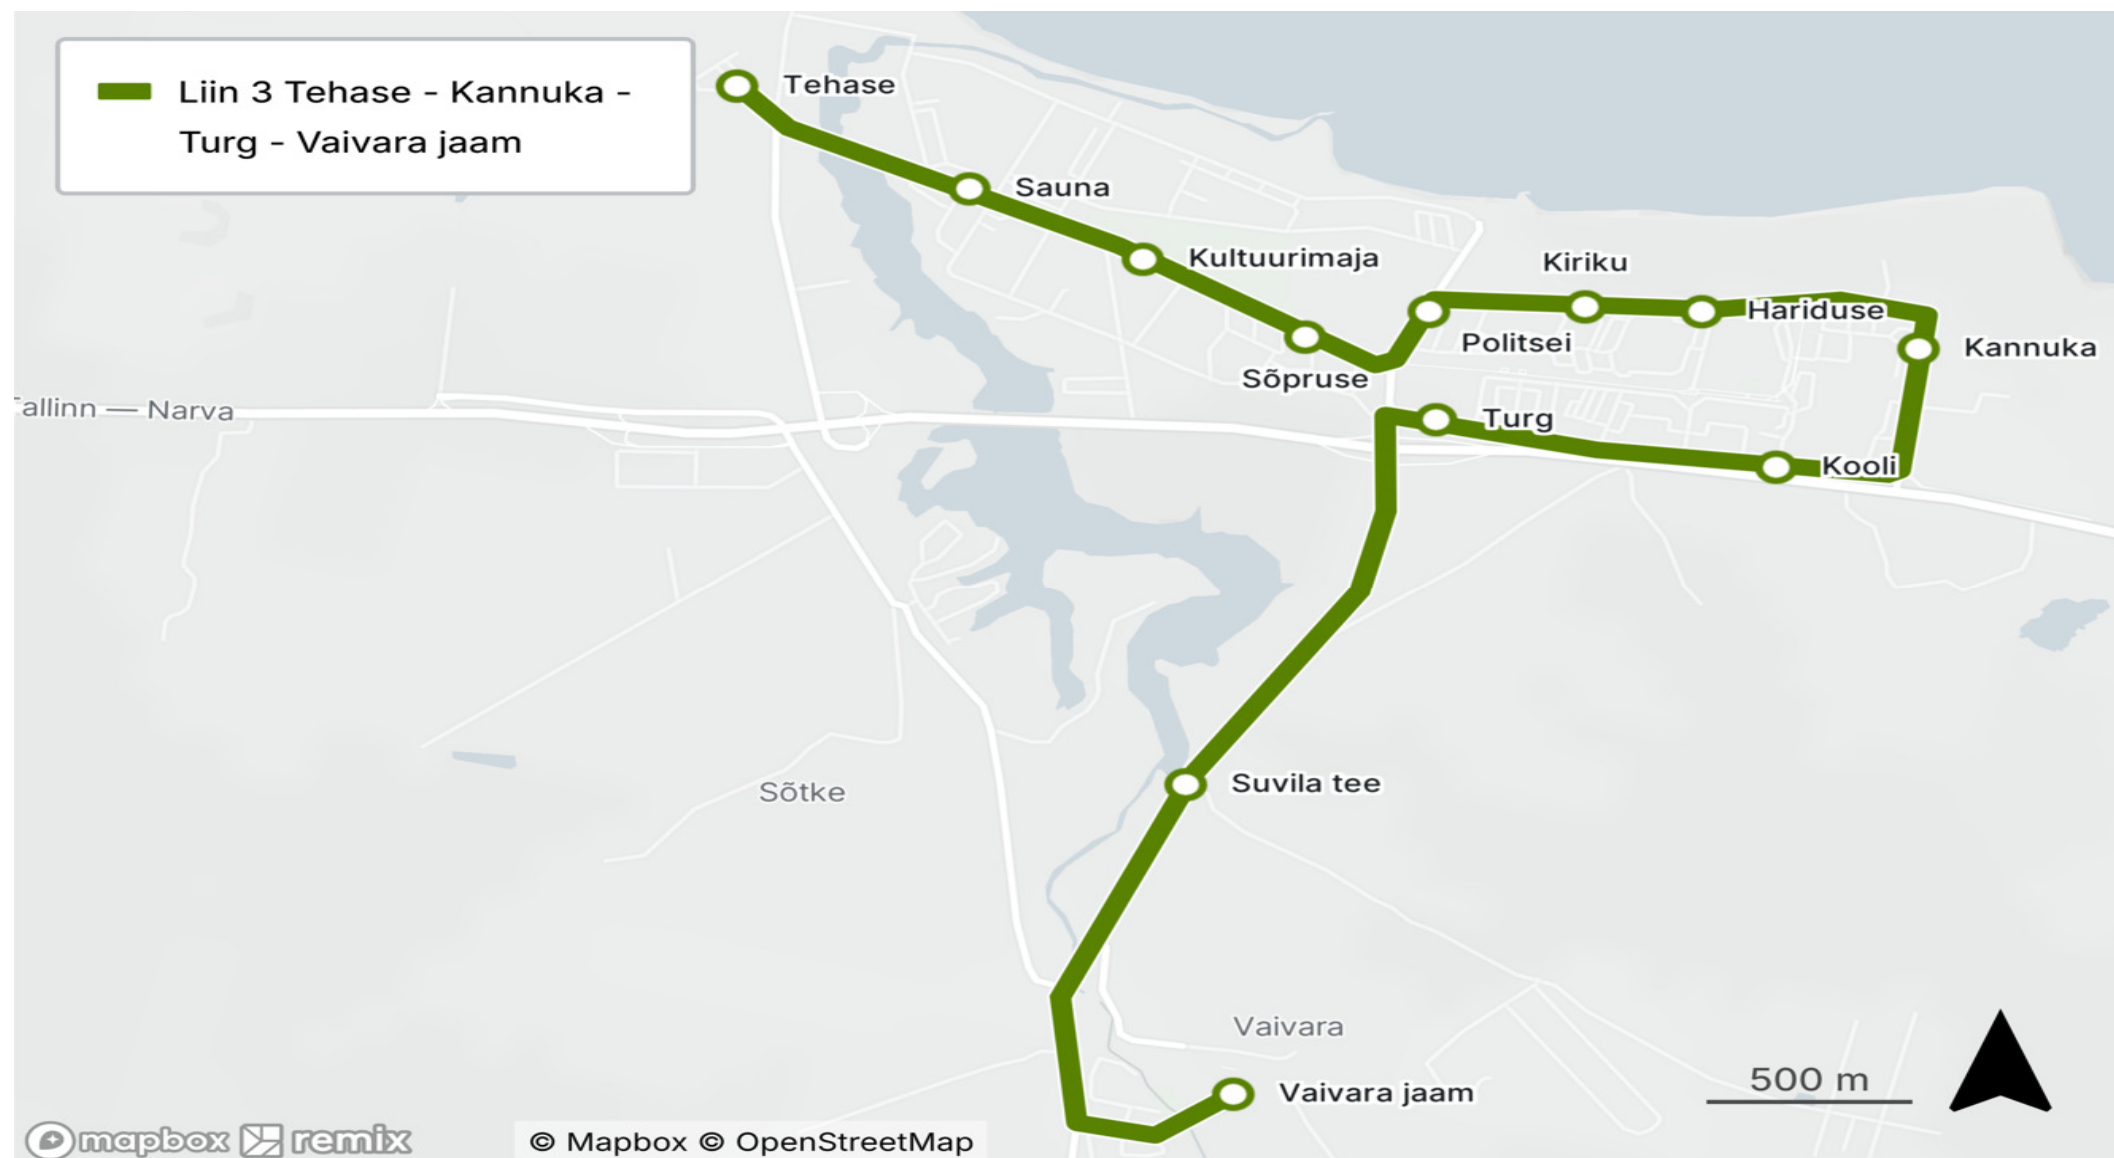 Liin 3 Tehase - Kannuka -
Turg - Vaivara jaam
Tehase
Sauna
Kultuurimaja
Kiriku
Hariduse
Politsei
Kannuka
Sõpruse
Tallinn — Narva
Turg
Kooli
Suvila tee
Sõtke
Vaivara
Vaivara jaam
500 m
mapbox remix
© Mapbox © OpenStreetMap